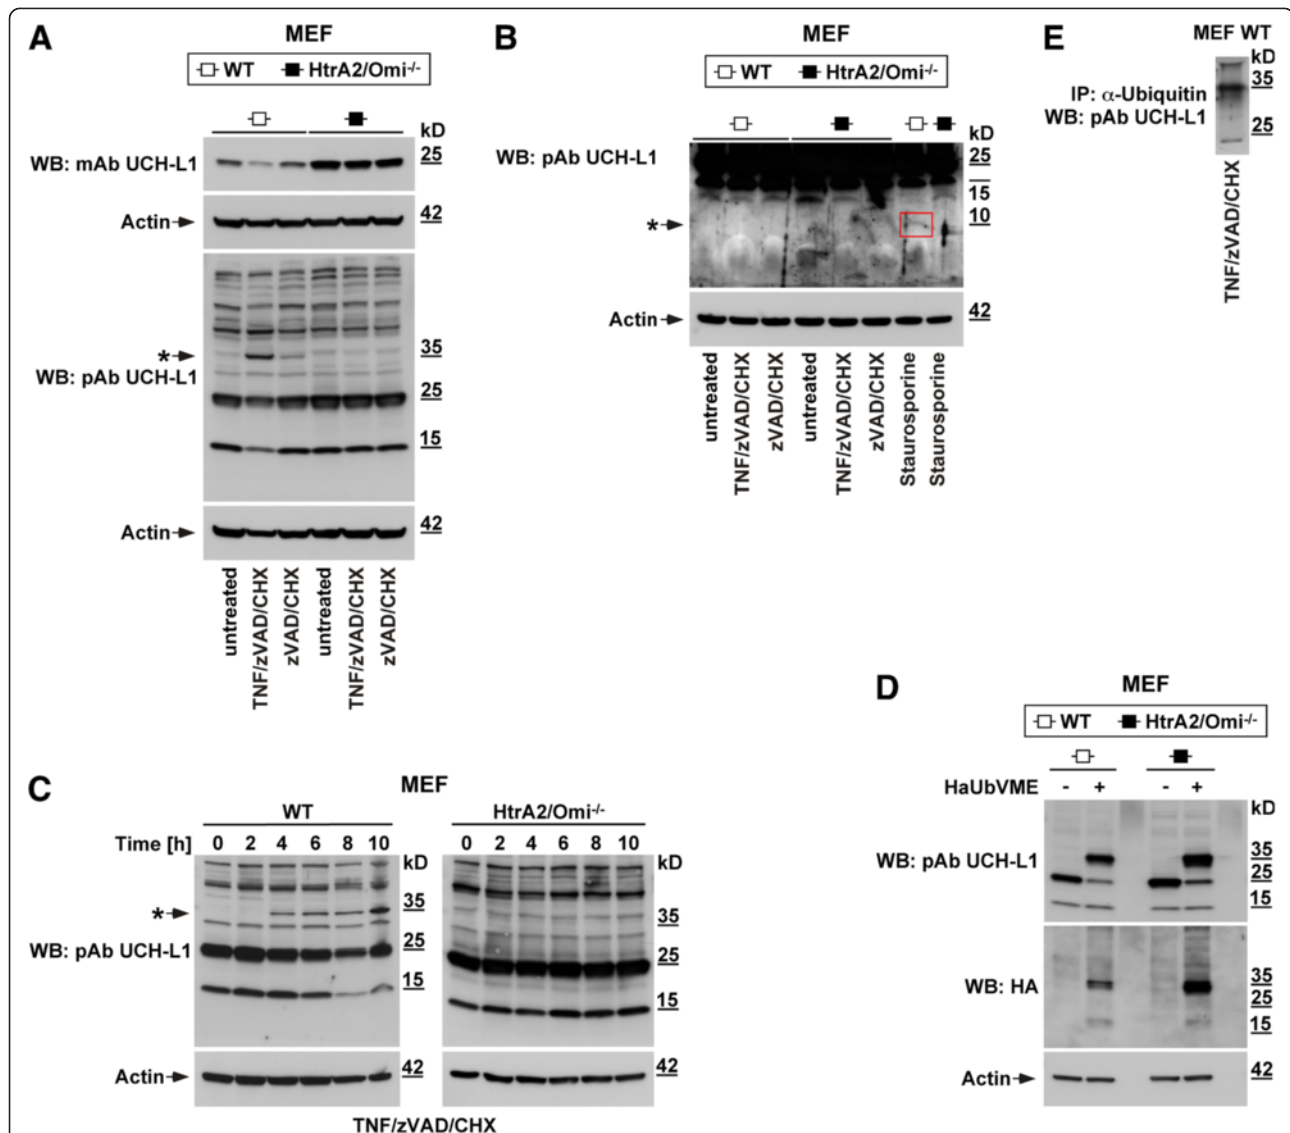 A
MEF
WT HtrA2/Omi-/-
kD
WB: mAb UCH-L1
25
Actin
42
*
35
WB: pAb UCH-L1
25
15
Actin
42
untreated
TNF/zVAD/CHX
zVAD/CHX
untreated
TNF/zVAD/CHX
zVAD/CHX
B
MEF
WT HtrA2/Omi-/-
kD
WB: pAb UCH-L1
25
15
10
*
Actin
42
untreated
TNF/zVAD/CHX
zVAD/CHX
untreated
TNF/zVAD/CHX
zVAD/CHX
Staurosporine
Staurosporine
E
MEF WT
kD
35
IP: α-Ubiquitin
WB: pAb UCH-L1
25
TNF/zVAD/CHX
C
MEF
WT HtrA2/Omi-/-
Time [h] 0 2 4 6 8 10 0 2 4 6 8 10
kD kD
*
35 35
WB: pAb UCH-L1
25 25
15 15
Actin
42 42
TNF/zVAD/CHX
D
MEF
WT HtrA2/Omi-/-
HaUbVME - + - +
kD
WB: pAb UCH-L1
35
25
15
WB: HA
35
25
15
Actin
42